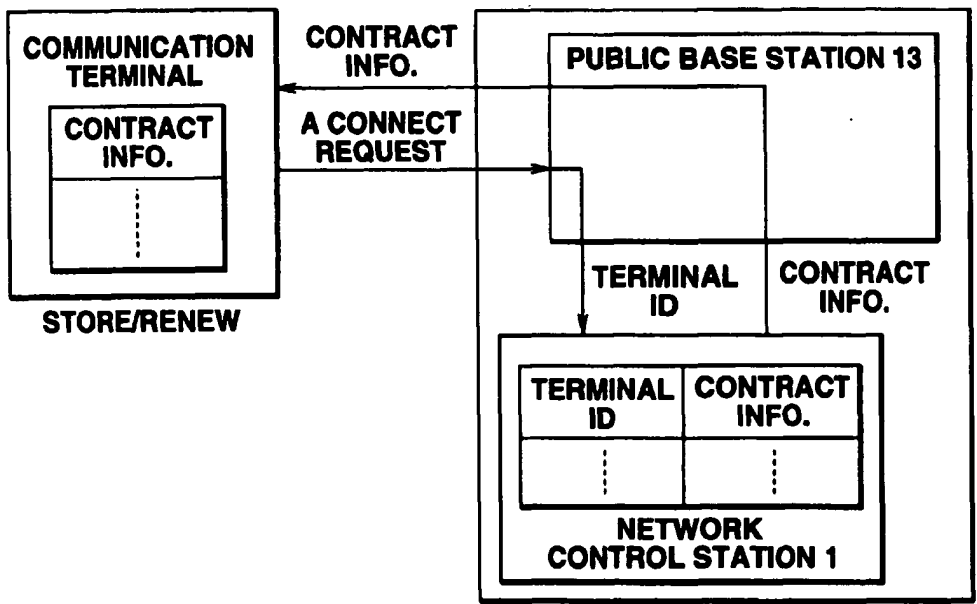 COMMUNICATION
TERMINAL
CONTRACT
INFO.
STORE/RENEW
CONTRACT
INFO.
A CONNECT
REQUEST
PUBLIC BASE STATION 13
TERMINAL
ID
CONTRACT
INFO.
TERMINAL
ID
CONTRACT
INFO.
NETWORK
CONTROL STATION 1